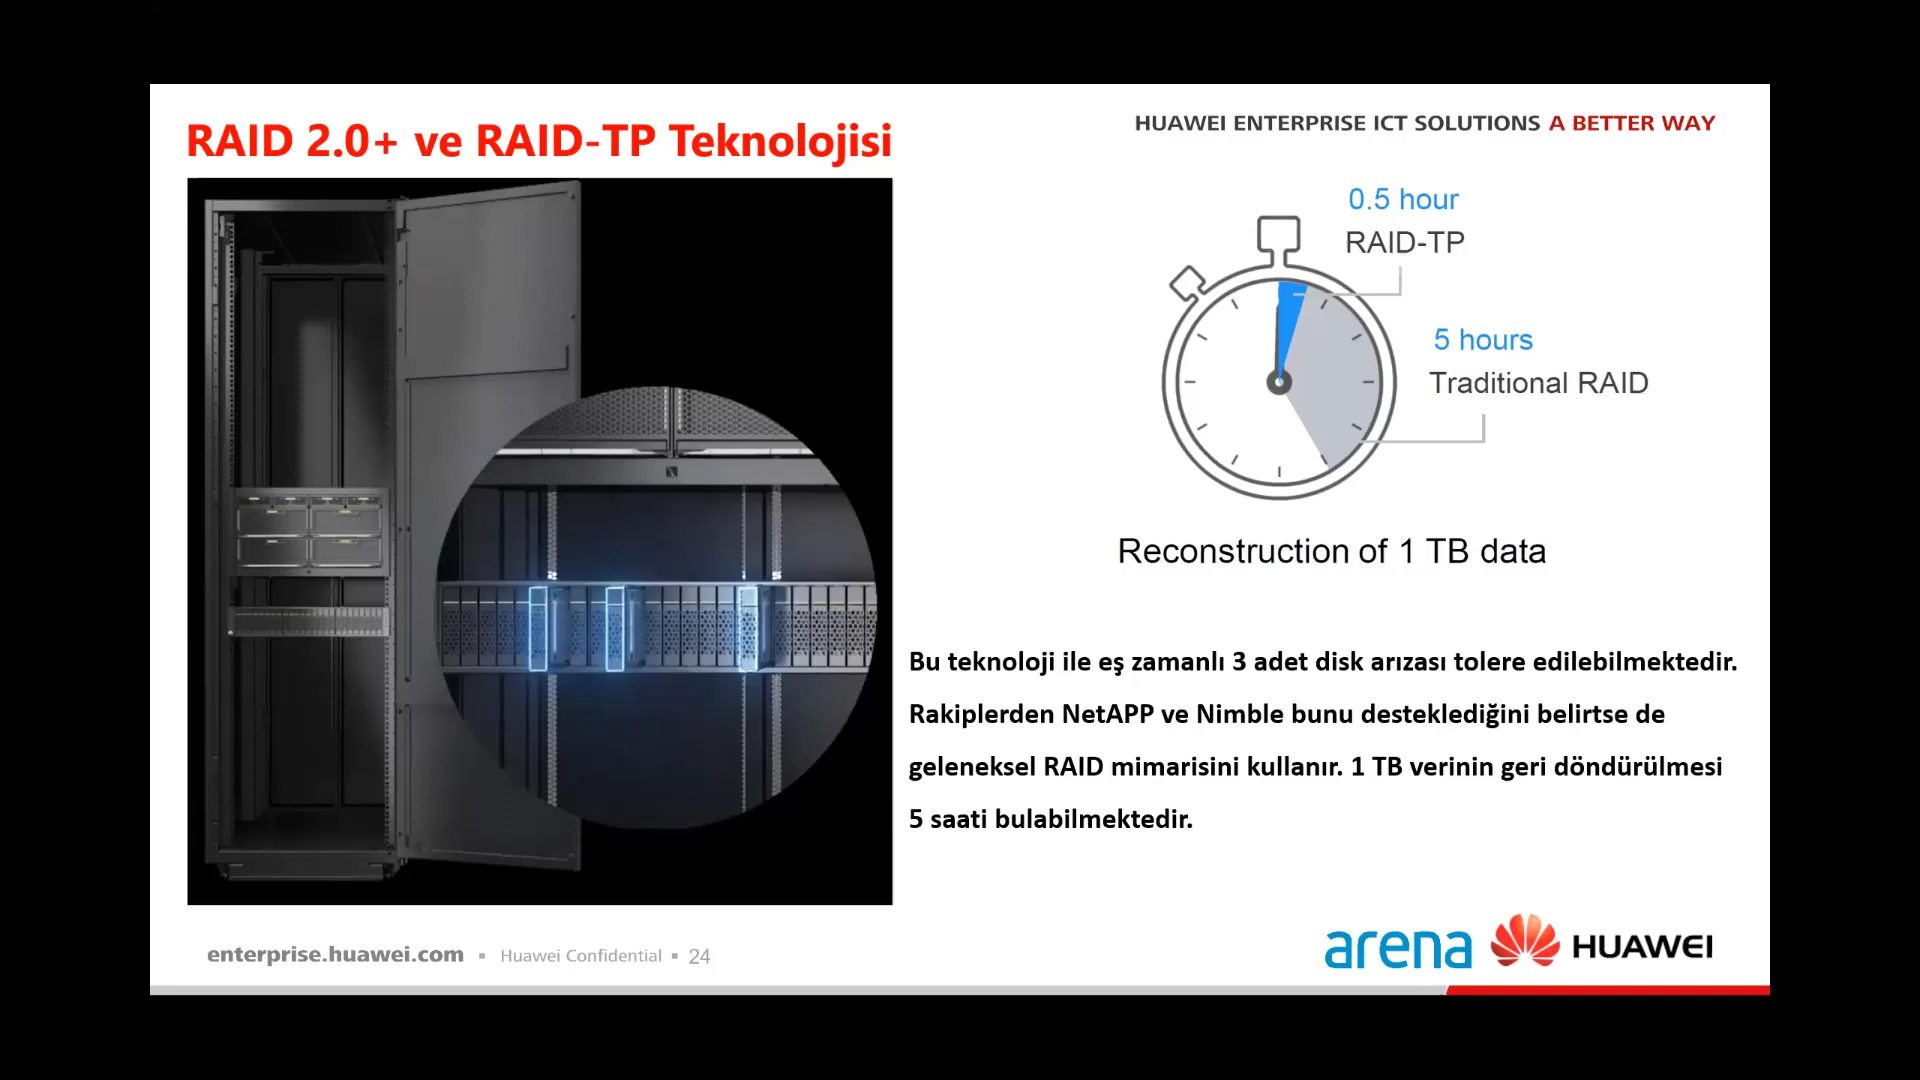 RAID 2.0+ ve RAID-TP Teknolojisi
HUAWEI ENTERPRISE ICT SOLUTIONS A BETTER WAY
0.5 hour
RAID-TP
5 hours
Traditional RAID
Reconstruction of 1 TB data
Bu teknoloji ile eş zamanlı 3 adet disk arızası tolere edilebilmektedir.
Rakiplerden NetAPP ve Nimble bunu desteklediğini belirtse de
geleneksel RAID mimarisini kullanır. 1 TB verinin geri döndürülmesi
5 saati bulabilmektedir.
enterprise.huawei.com ▪ Huawei Confidential ▪ 24
arena HUAWEI